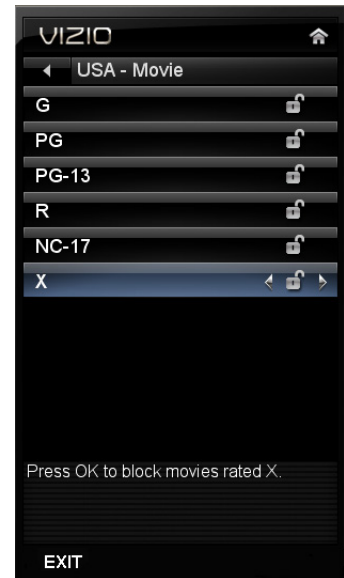 VIZIO
USA - Movie
G
PG
PG-13
R
NC-17
X
Press OK to block movies rated X.
EXIT